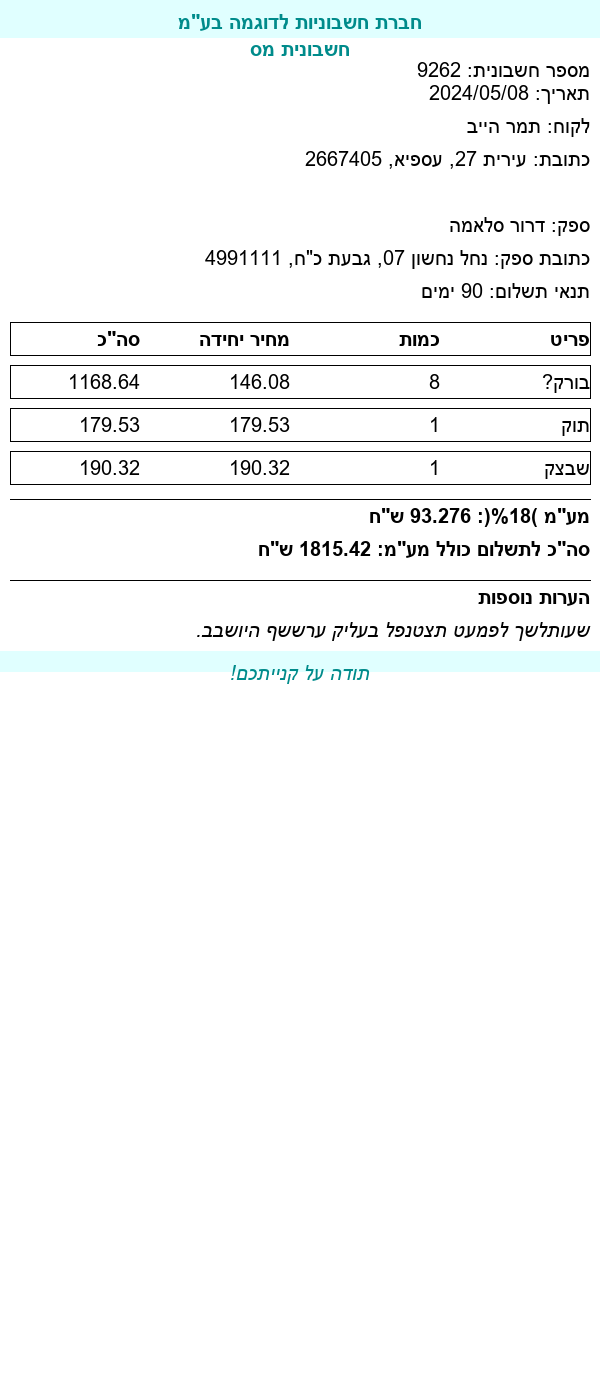 חברת חשבוניות לדוגמה בע"מ
חשבונית מס
מספר חשבונית: 9262
תאריך: 2024/05/08
לקוח: תמר הייב
כתובת: עירית 27, עספיא, 2667405
ספק: דרור סלאמה
כתובת ספק: נחל נחשון 07, גבעת כ"ח, 4991111
תנאי תשלום: 90 ימים
פריט כמות מחיר יחידה סה"כ
בורק? 8 146.08 1168.64
תוק 1 179.53 179.53
שבצק 1 190.32 190.32
מע"מ )18%(: 93.276 ש"ח
סה"כ לתשלום כולל מע"מ: 1815.42 ש"ח
הערות נוספות
שעותלשך לפמעט תצטנפל בעליק ערששף היושבב.
תודה על קנייתכם!